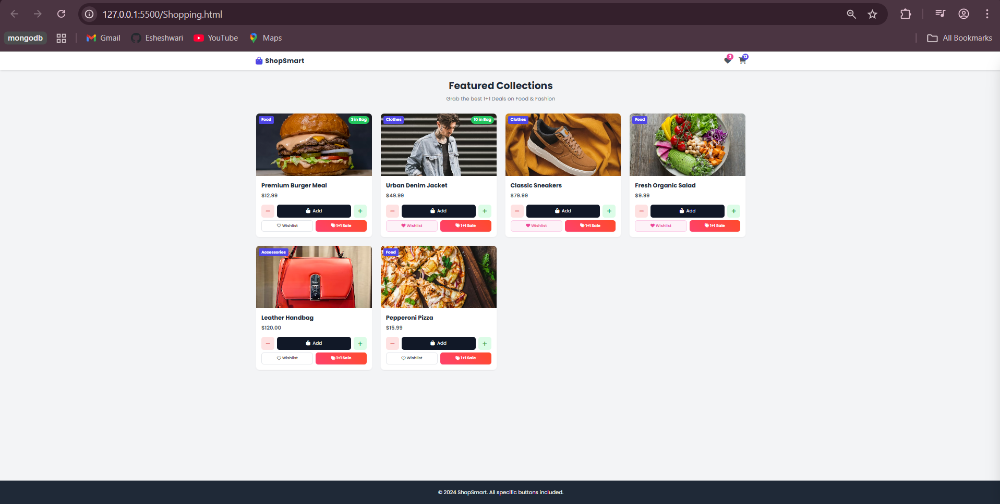 127.0.0.1:5500/Shopping.html
mongodb Gmail Esheshwari YouTube Maps All Bookmarks
ShopSmart 3 13
Featured Collections
Grab the best 1+1 Deals on Food & Fashion
Food 3 in Bag Clothes 10 in Bag Clothes Food
Premium Burger Meal Urban Denim Jacket Classic Sneakers Fresh Organic Salad
$12.99 $49.99 $79.99 $9.99
− Add + − Add + − Add + − Add +
Wishlist 1+1 Sale Wishlist 1+1 Sale Wishlist 1+1 Sale Wishlist 1+1 Sale
Accessories Food
Leather Handbag Pepperoni Pizza
$120.00 $15.99
− Add + − Add +
Wishlist 1+1 Sale Wishlist 1+1 Sale
© 2024 ShopSmart. All specific buttons included.